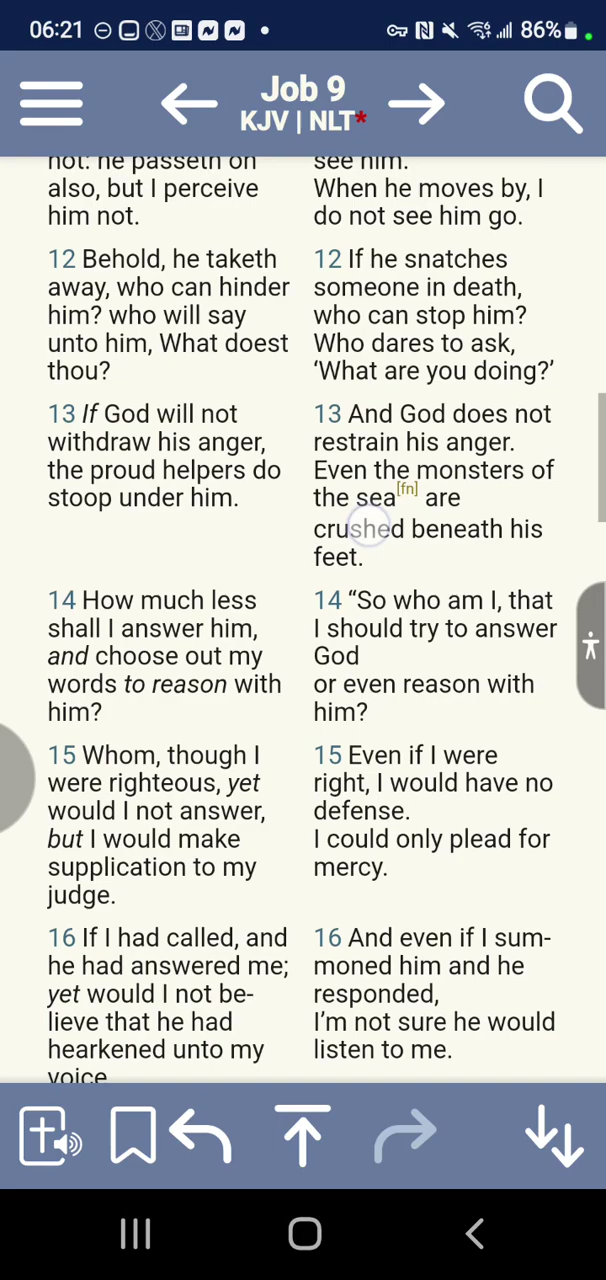 06:21
86%
Job 9
KJV | NLT*
not: he passeth on
also, but I perceive
him not.
12 Behold, he taketh
away, who can hinder
him? who will say
unto him, What doest
thou?
13 If God will not
withdraw his anger,
the proud helpers do
stoop under him.
14 How much less
shall I answer him,
and choose out my
words to reason with
him?
15 Whom, though I
were righteous, yet
would I not answer,
but I would make
supplication to my
judge.
16 If I had called, and
he had answered me;
yet would I not be-
lieve that he had
hearkened unto my
voice
see him.
When he moves by, I
do not see him go.
12 If he snatches
someone in death,
who can stop him?
Who dares to ask,
‘What are you doing?’
13 And God does not
restrain his anger.
Even the monsters of
the sea[fn] are
crushed beneath his
feet.
14 “So who am I, that
I should try to answer
God
or even reason with
him?
15 Even if I were
right, I would have no
defense.
I could only plead for
mercy.
16 And even if I sum-
moned him and he
responded,
I’m not sure he would
listen to me.